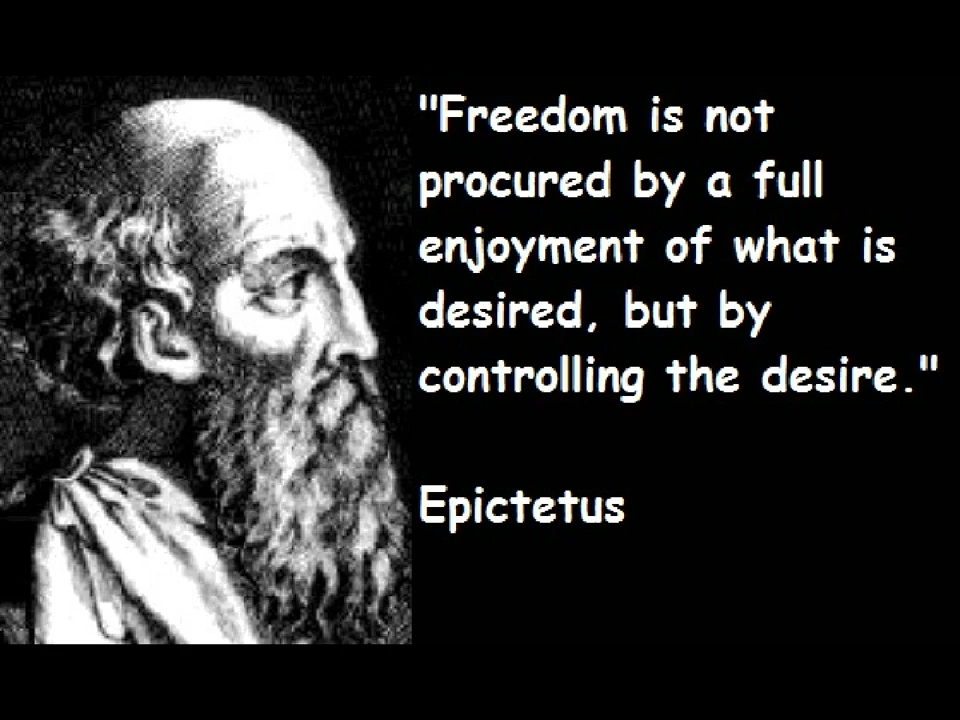 "Freedom is not
procured by a full
enjoyment of what is
desired, but by
controlling the desire."
Epictetus